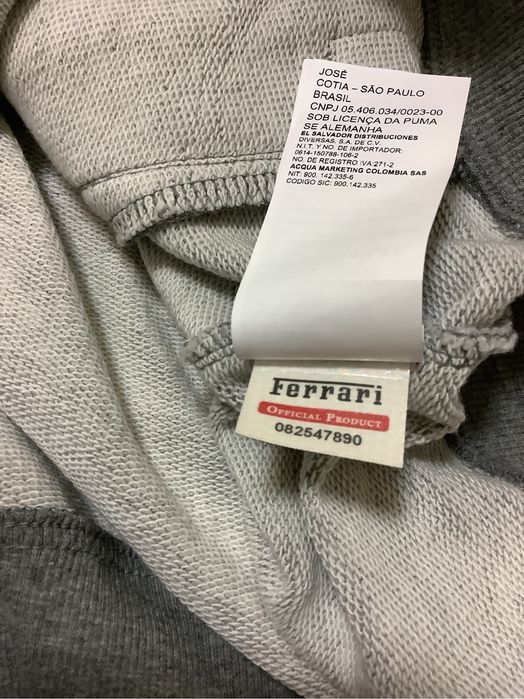 JOSÉ
COTIA – SÃO PAULO
BRASIL
CNPJ 05.406.034/0023-00
SOB LICENÇA DA PUMA
SE ALEMANHA
EL SALVADOR DISTRIBUCIONES
DIVERSAS, S.A. DE C.V.
N.I.T. Y NO. DE IMPORTADOR:
0614-150788-106-2
NO. DE REGISTRO IVA:271-2
ACQUA MARKETING COLOMBIA SAS
NIT: 900.142.335-6
CODIGO SIC: 900.142.335
Ferrari
OFFICIAL PRODUCT
082547890